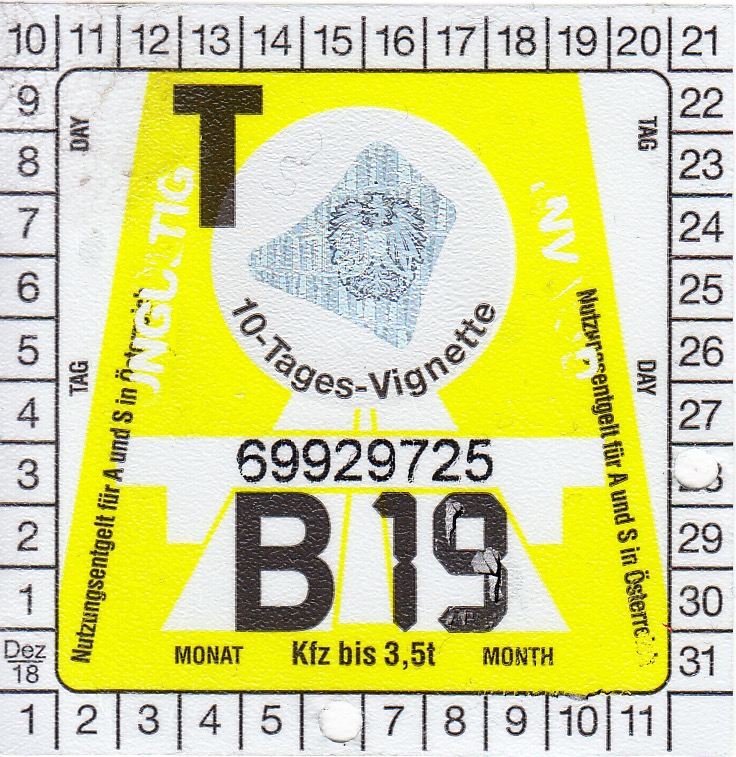 10 11 12 13 14 15 16 17 18 19 20 21
9 22
8 23
7 24
6 25
5 26
4 27
3
2 29
1 30
Dez 31
18
1 2 3 4 5 7 8 9 10 11
T
DAY
TAG
TAG
DAY
10-Tages-Vignette
Nutzungsentgelt für A und S in
Nutzungsentgelt für A und S in
69929725
B 19
MONAT Kfz bis 3,5t MONTH